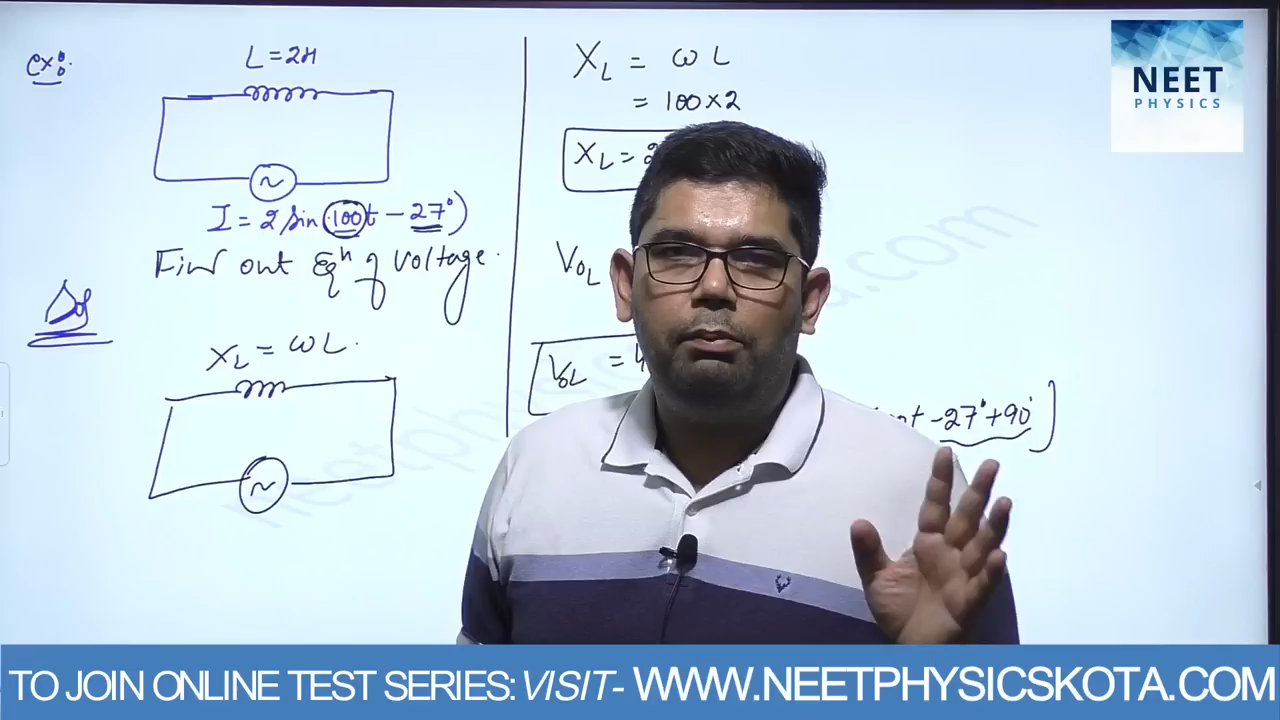 Ex:
L = 2H
I = 2 sin(100t - 27°)
Find out Eqn of Voltage.
Sol
XL = ωL.
XL = ωL
= 100×2
XL = 2
VOL
VOL = 4
t - 27° + 90° ]
NEET
PHYSICS
TO JOIN ONLINE TEST SERIES: VISIT- WWW.NEETPHYSICSKOTA.COM